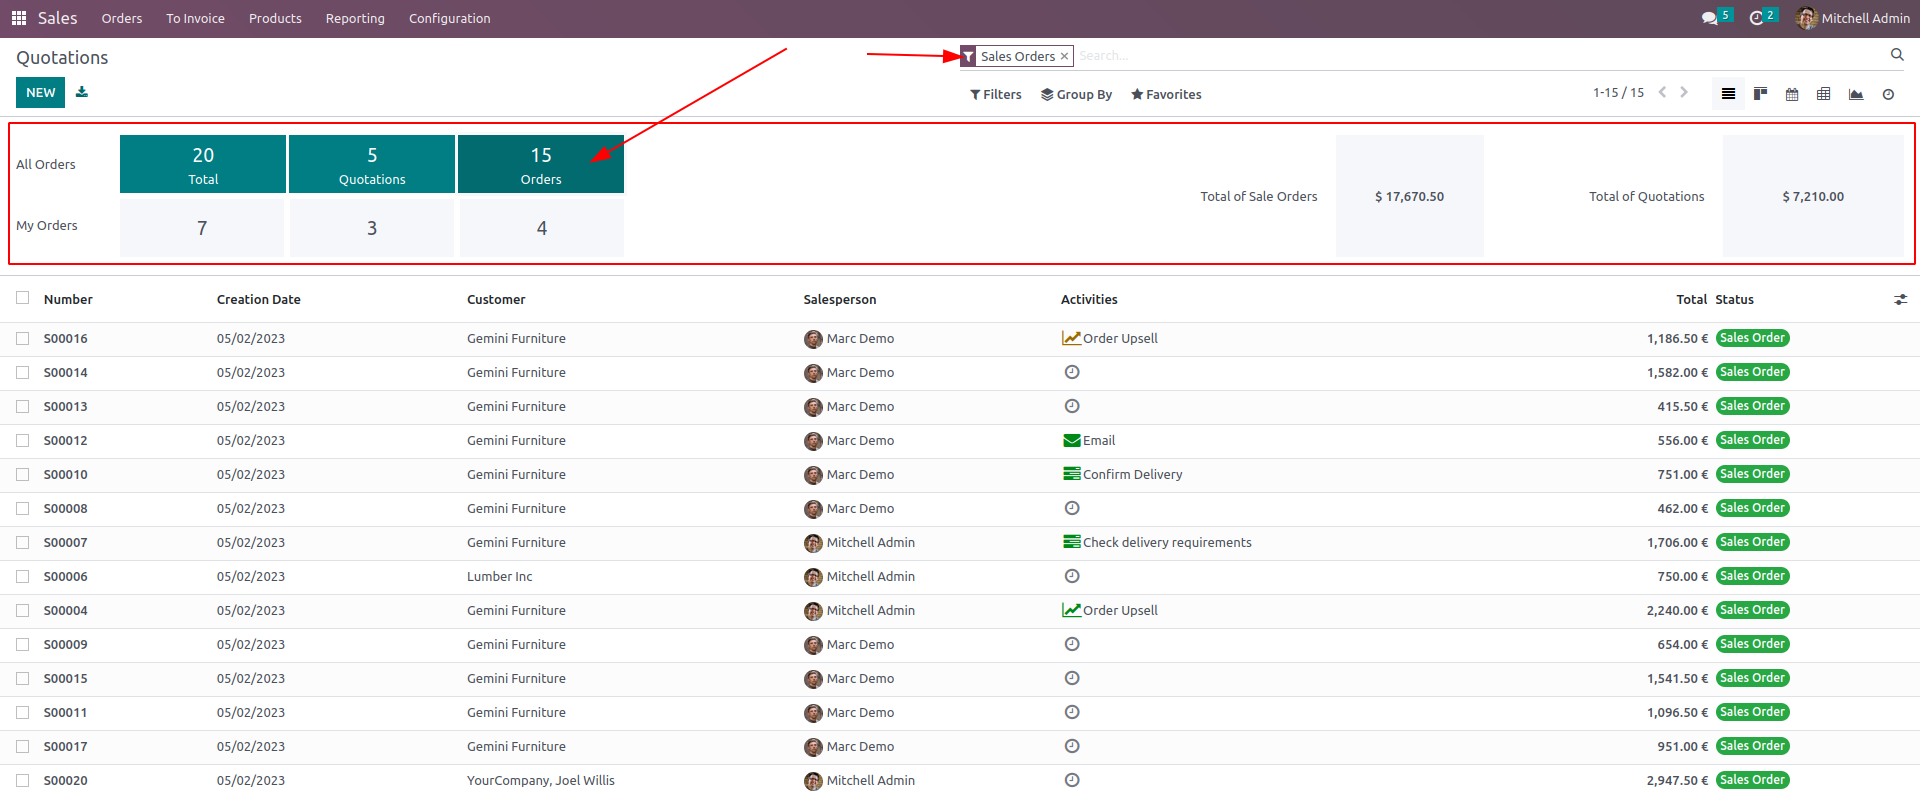 Sales Orders To Invoice Products Reporting Configuration 5 2 Mitchell Admin
Quotations Sales Orders × Search...
NEW Filters Group By Favorites 1-15 / 15
All Orders 20 Total 5 Quotations 15 Orders
My Orders 7 3 4
Total of Sale Orders $ 17,670.50 Total of Quotations $ 7,210.00
Number Creation Date Customer Salesperson Activities Total Status
S00016 05/02/2023 Gemini Furniture Marc Demo Order Upsell 1,186.50 € Sales Order
S00014 05/02/2023 Gemini Furniture Marc Demo 1,582.00 € Sales Order
S00013 05/02/2023 Gemini Furniture Marc Demo 415.50 € Sales Order
S00012 05/02/2023 Gemini Furniture Marc Demo Email 556.00 € Sales Order
S00010 05/02/2023 Gemini Furniture Marc Demo Confirm Delivery 751.00 € Sales Order
S00008 05/02/2023 Gemini Furniture Marc Demo 462.00 € Sales Order
S00007 05/02/2023 Gemini Furniture Mitchell Admin Check delivery requirements 1,706.00 € Sales Order
S00006 05/02/2023 Lumber Inc Mitchell Admin 750.00 € Sales Order
S00004 05/02/2023 Gemini Furniture Mitchell Admin Order Upsell 2,240.00 € Sales Order
S00009 05/02/2023 Gemini Furniture Marc Demo 654.00 € Sales Order
S00015 05/02/2023 Gemini Furniture Marc Demo 1,541.50 € Sales Order
S00011 05/02/2023 Gemini Furniture Marc Demo 1,096.50 € Sales Order
S00017 05/02/2023 Gemini Furniture Marc Demo 951.00 € Sales Order
S00020 05/02/2023 YourCompany, Joel Willis Mitchell Admin 2,947.50 € Sales Order